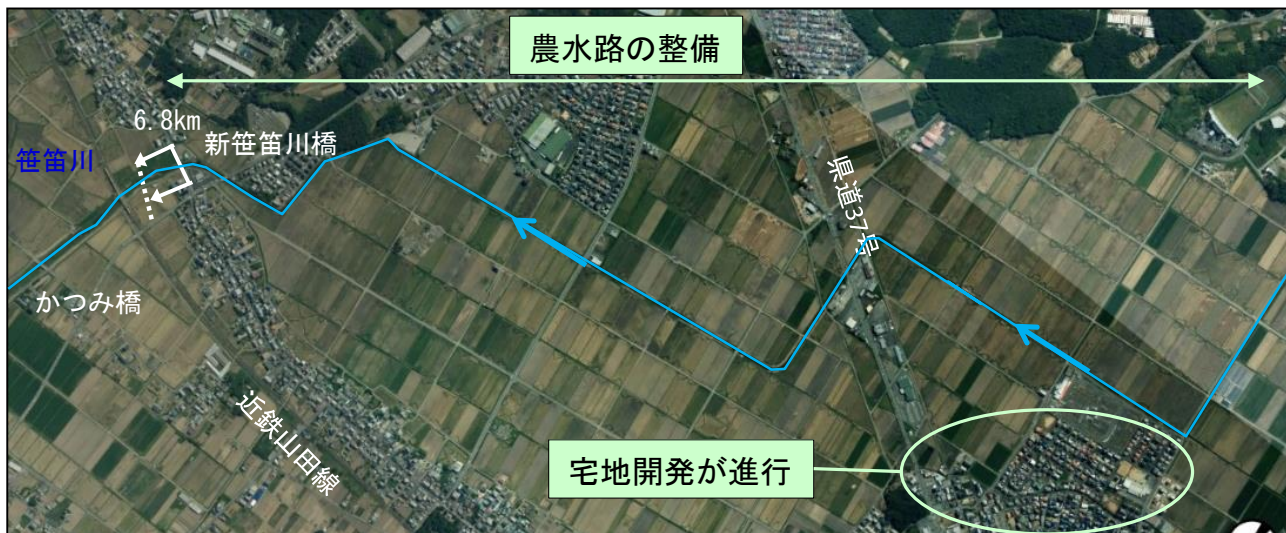 農水路の整備
6.8km
新笹笛川橋
笹笛川
県道37号
かつみ橋
近鉄山田線
宅地開発が進行